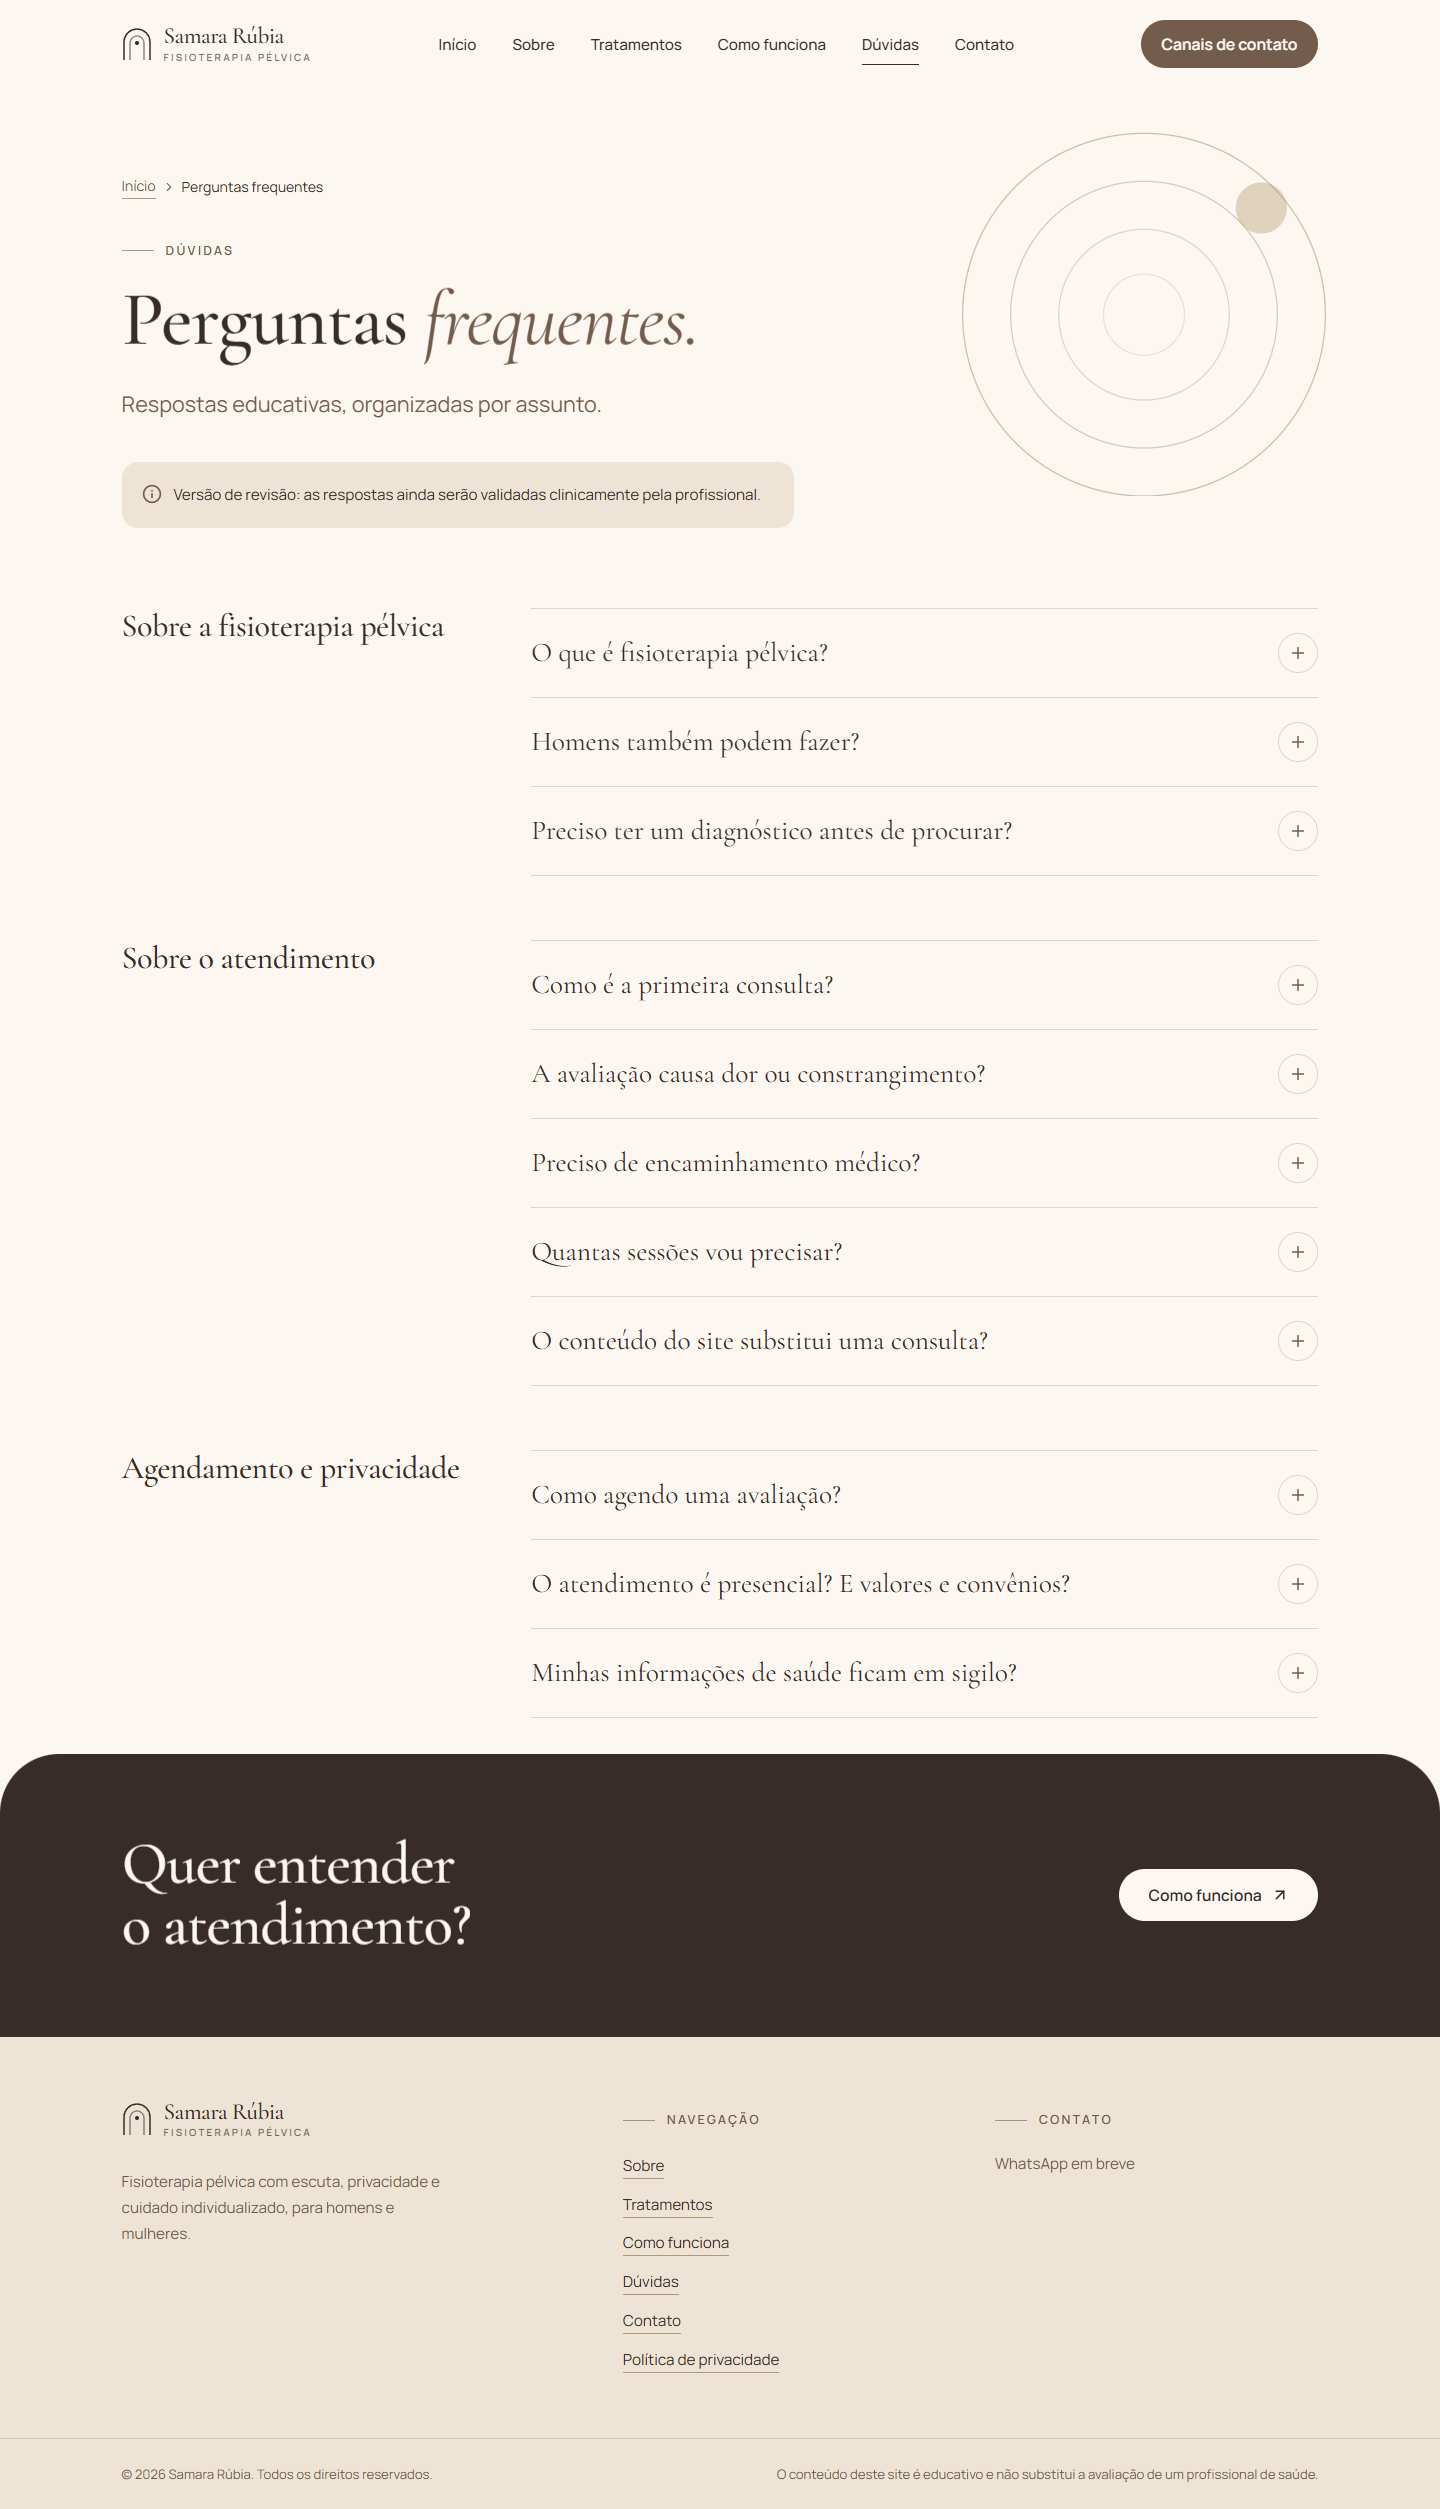 Samara Rúbia
FISIOTERAPIA PÉLVICA
Início
Sobre
Tratamentos
Como funciona
Dúvidas
Contato
Canais de contato
Início > Perguntas frequentes
DÚVIDAS
Perguntas frequentes.
Respostas educativas, organizadas por assunto.
Versão de revisão: as respostas ainda serão validadas clinicamente pela profissional.
Sobre a fisioterapia pélvica
O que é fisioterapia pélvica?
Homens também podem fazer?
Preciso ter um diagnóstico antes de procurar?
Sobre o atendimento
Como é a primeira consulta?
A avaliação causa dor ou constrangimento?
Preciso de encaminhamento médico?
Quantas sessões vou precisar?
O conteúdo do site substitui uma consulta?
Agendamento e privacidade
Como agendo uma avaliação?
O atendimento é presencial? E valores e convênios?
Minhas informações de saúde ficam em sigilo?
Quer entender
o atendimento?
Como funciona
Samara Rúbia
FISIOTERAPIA PÉLVICA
Fisioterapia pélvica com escuta, privacidade e
cuidado individualizado, para homens e
mulheres.
NAVEGAÇÃO
Sobre
Tratamentos
Como funciona
Dúvidas
Contato
Política de privacidade
CONTATO
WhatsApp em breve
© 2026 Samara Rúbia. Todos os direitos reservados.
O conteúdo deste site é educativo e não substitui a avaliação de um profissional de saúde.